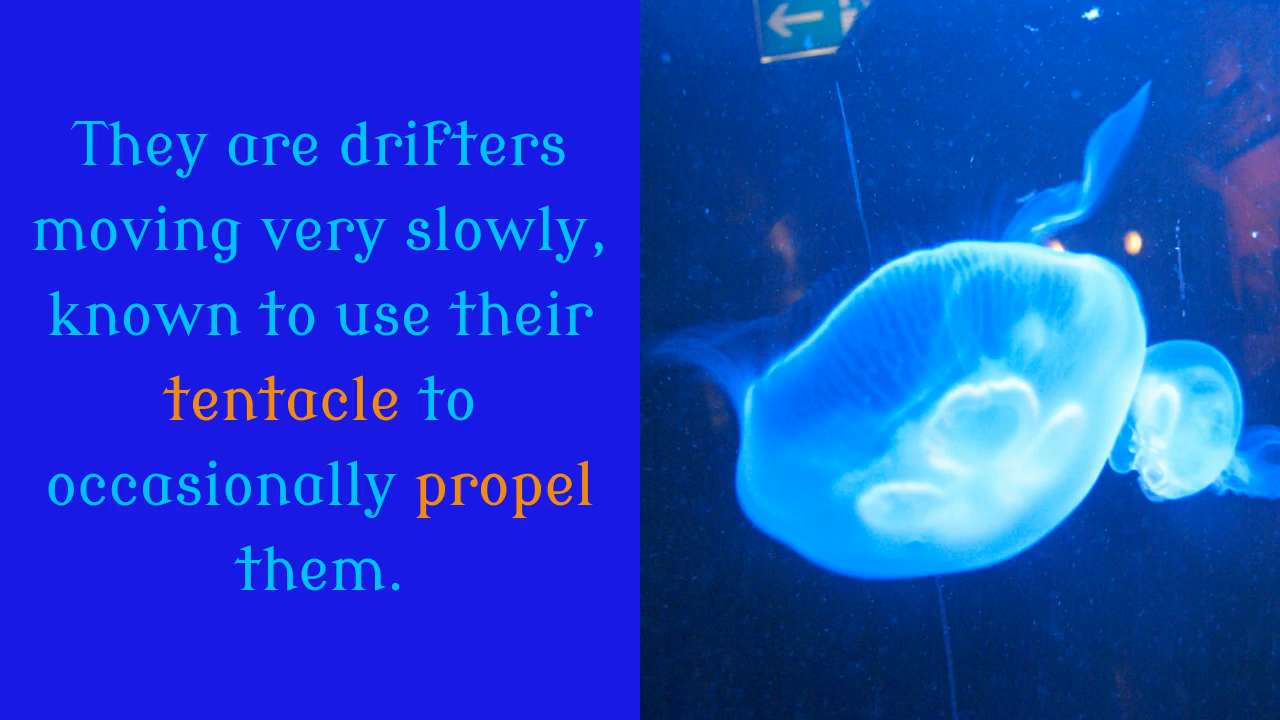 They are drifters
moving very slowly,
known to use their
tentacle to
occasionally propel
them.